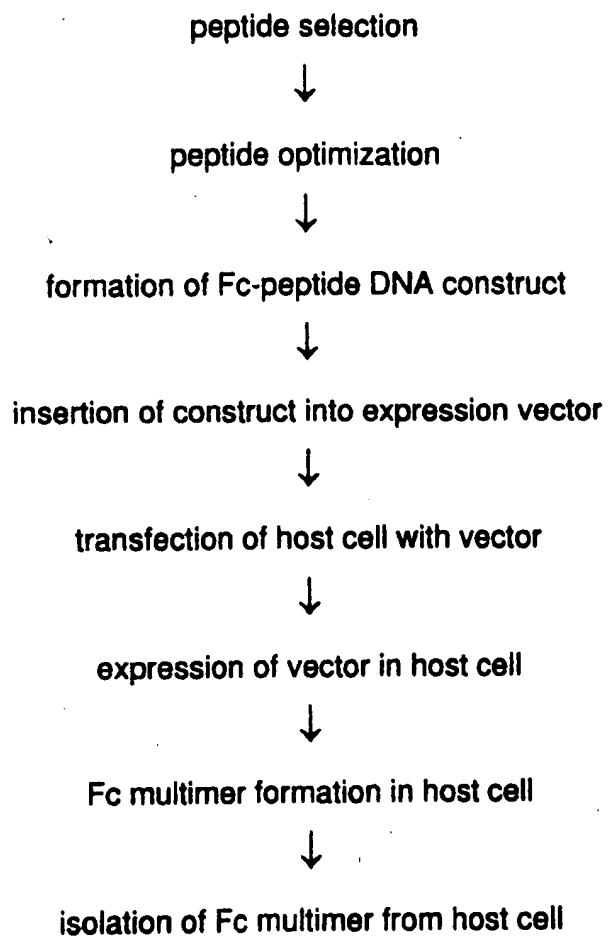 peptide selection
↓
peptide optimization
↓
formation of Fc-peptide DNA construct
↓
insertion of construct into expression vector
↓
transfection of host cell with vector
↓
expression of vector in host cell
↓
Fc multimer formation in host cell
↓
isolation of Fc multimer from host cell